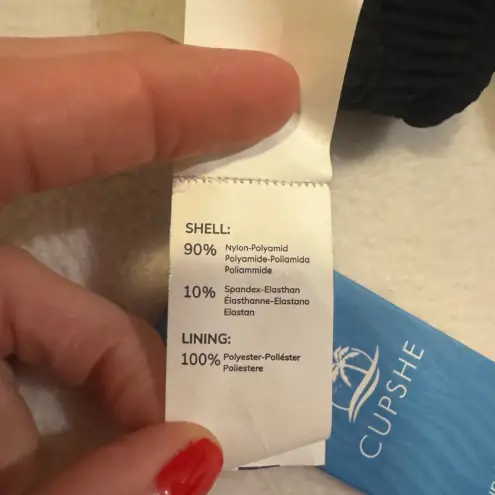 SHELL:
90% Nylon-Polyamid
Polyamide-Poliamida
Poliammide
10% Spandex-Elasthan
Élasthanne-Elastano
Elastan
LINING:
100% Polyester-Poliéster
Poliestere
CUPSHE